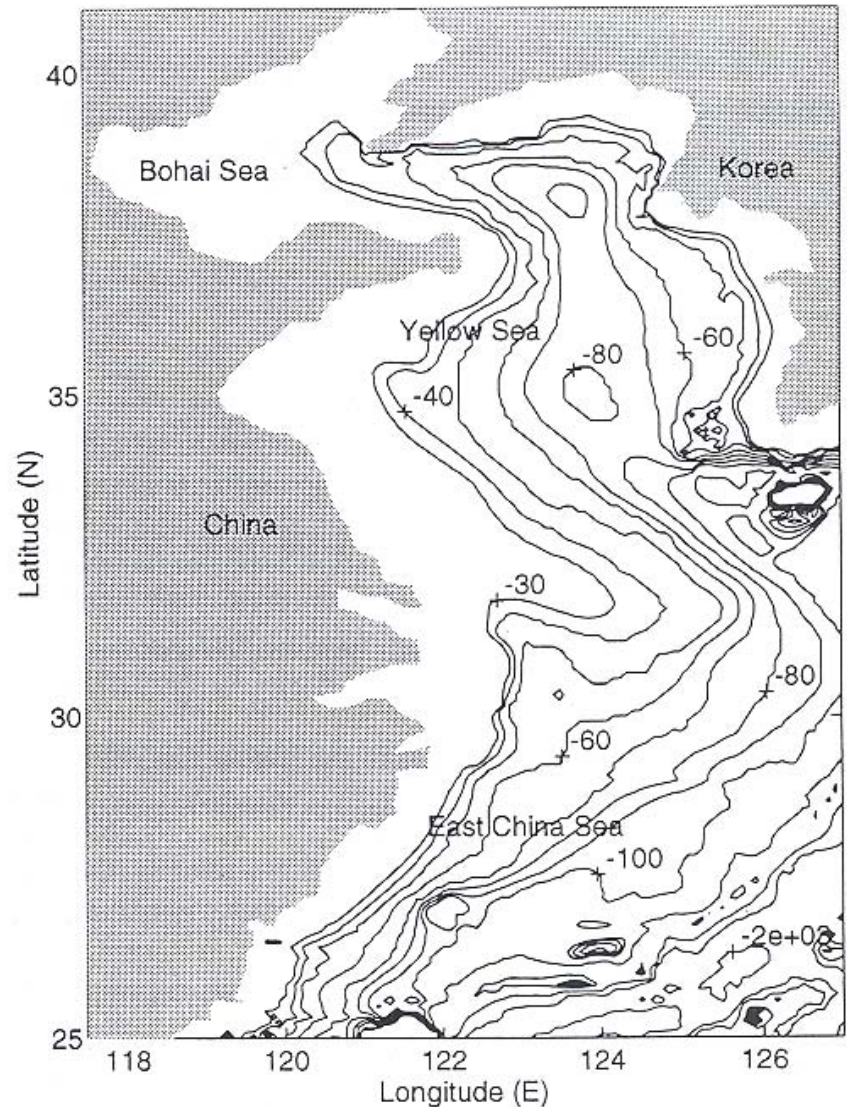 40
Bohai Sea
Korea
Yellow Sea
-60
-80
35
-40
Latitude (N)
China
-30
-80
30
-60
East China Sea
-100
-2e+03
25
118
120
122
124
126
Longitude (E)